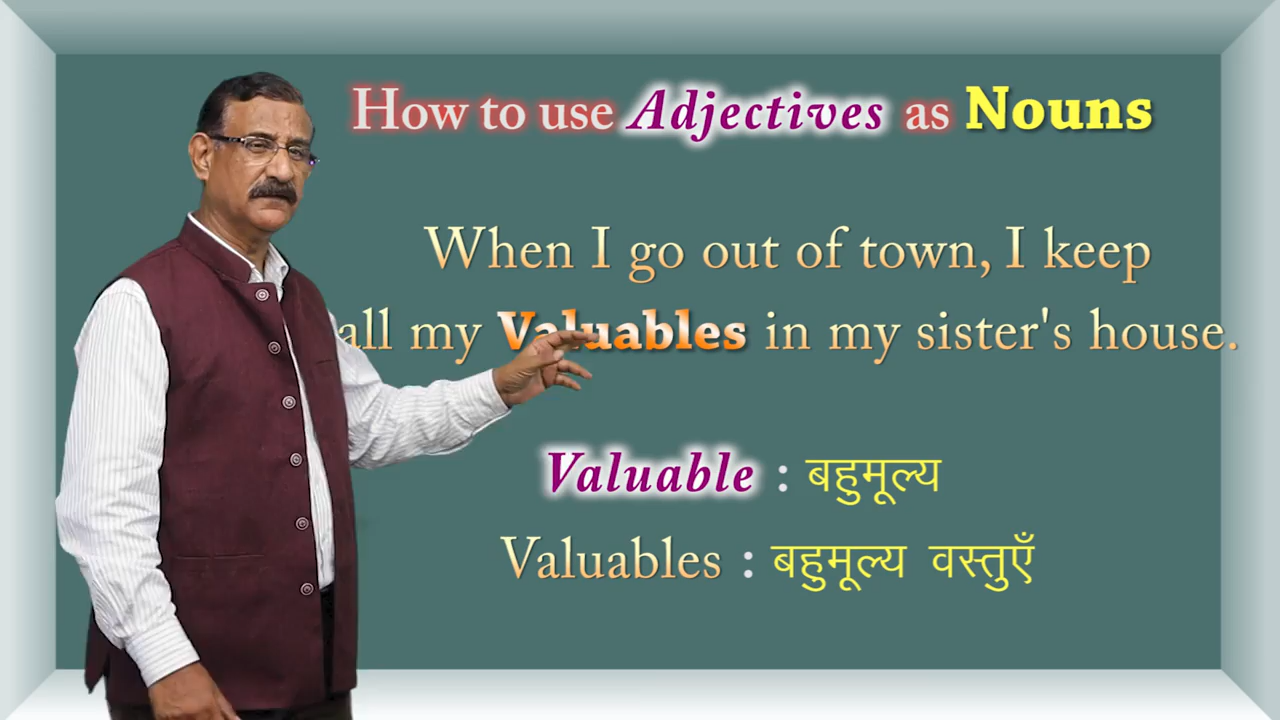 How to use Adjectives as Nouns
When I go out of town, I keep
all my Valuables in my sister's house.
Valuable : बहुमूल्य
Valuables : बहुमूल्य वस्तुएँ